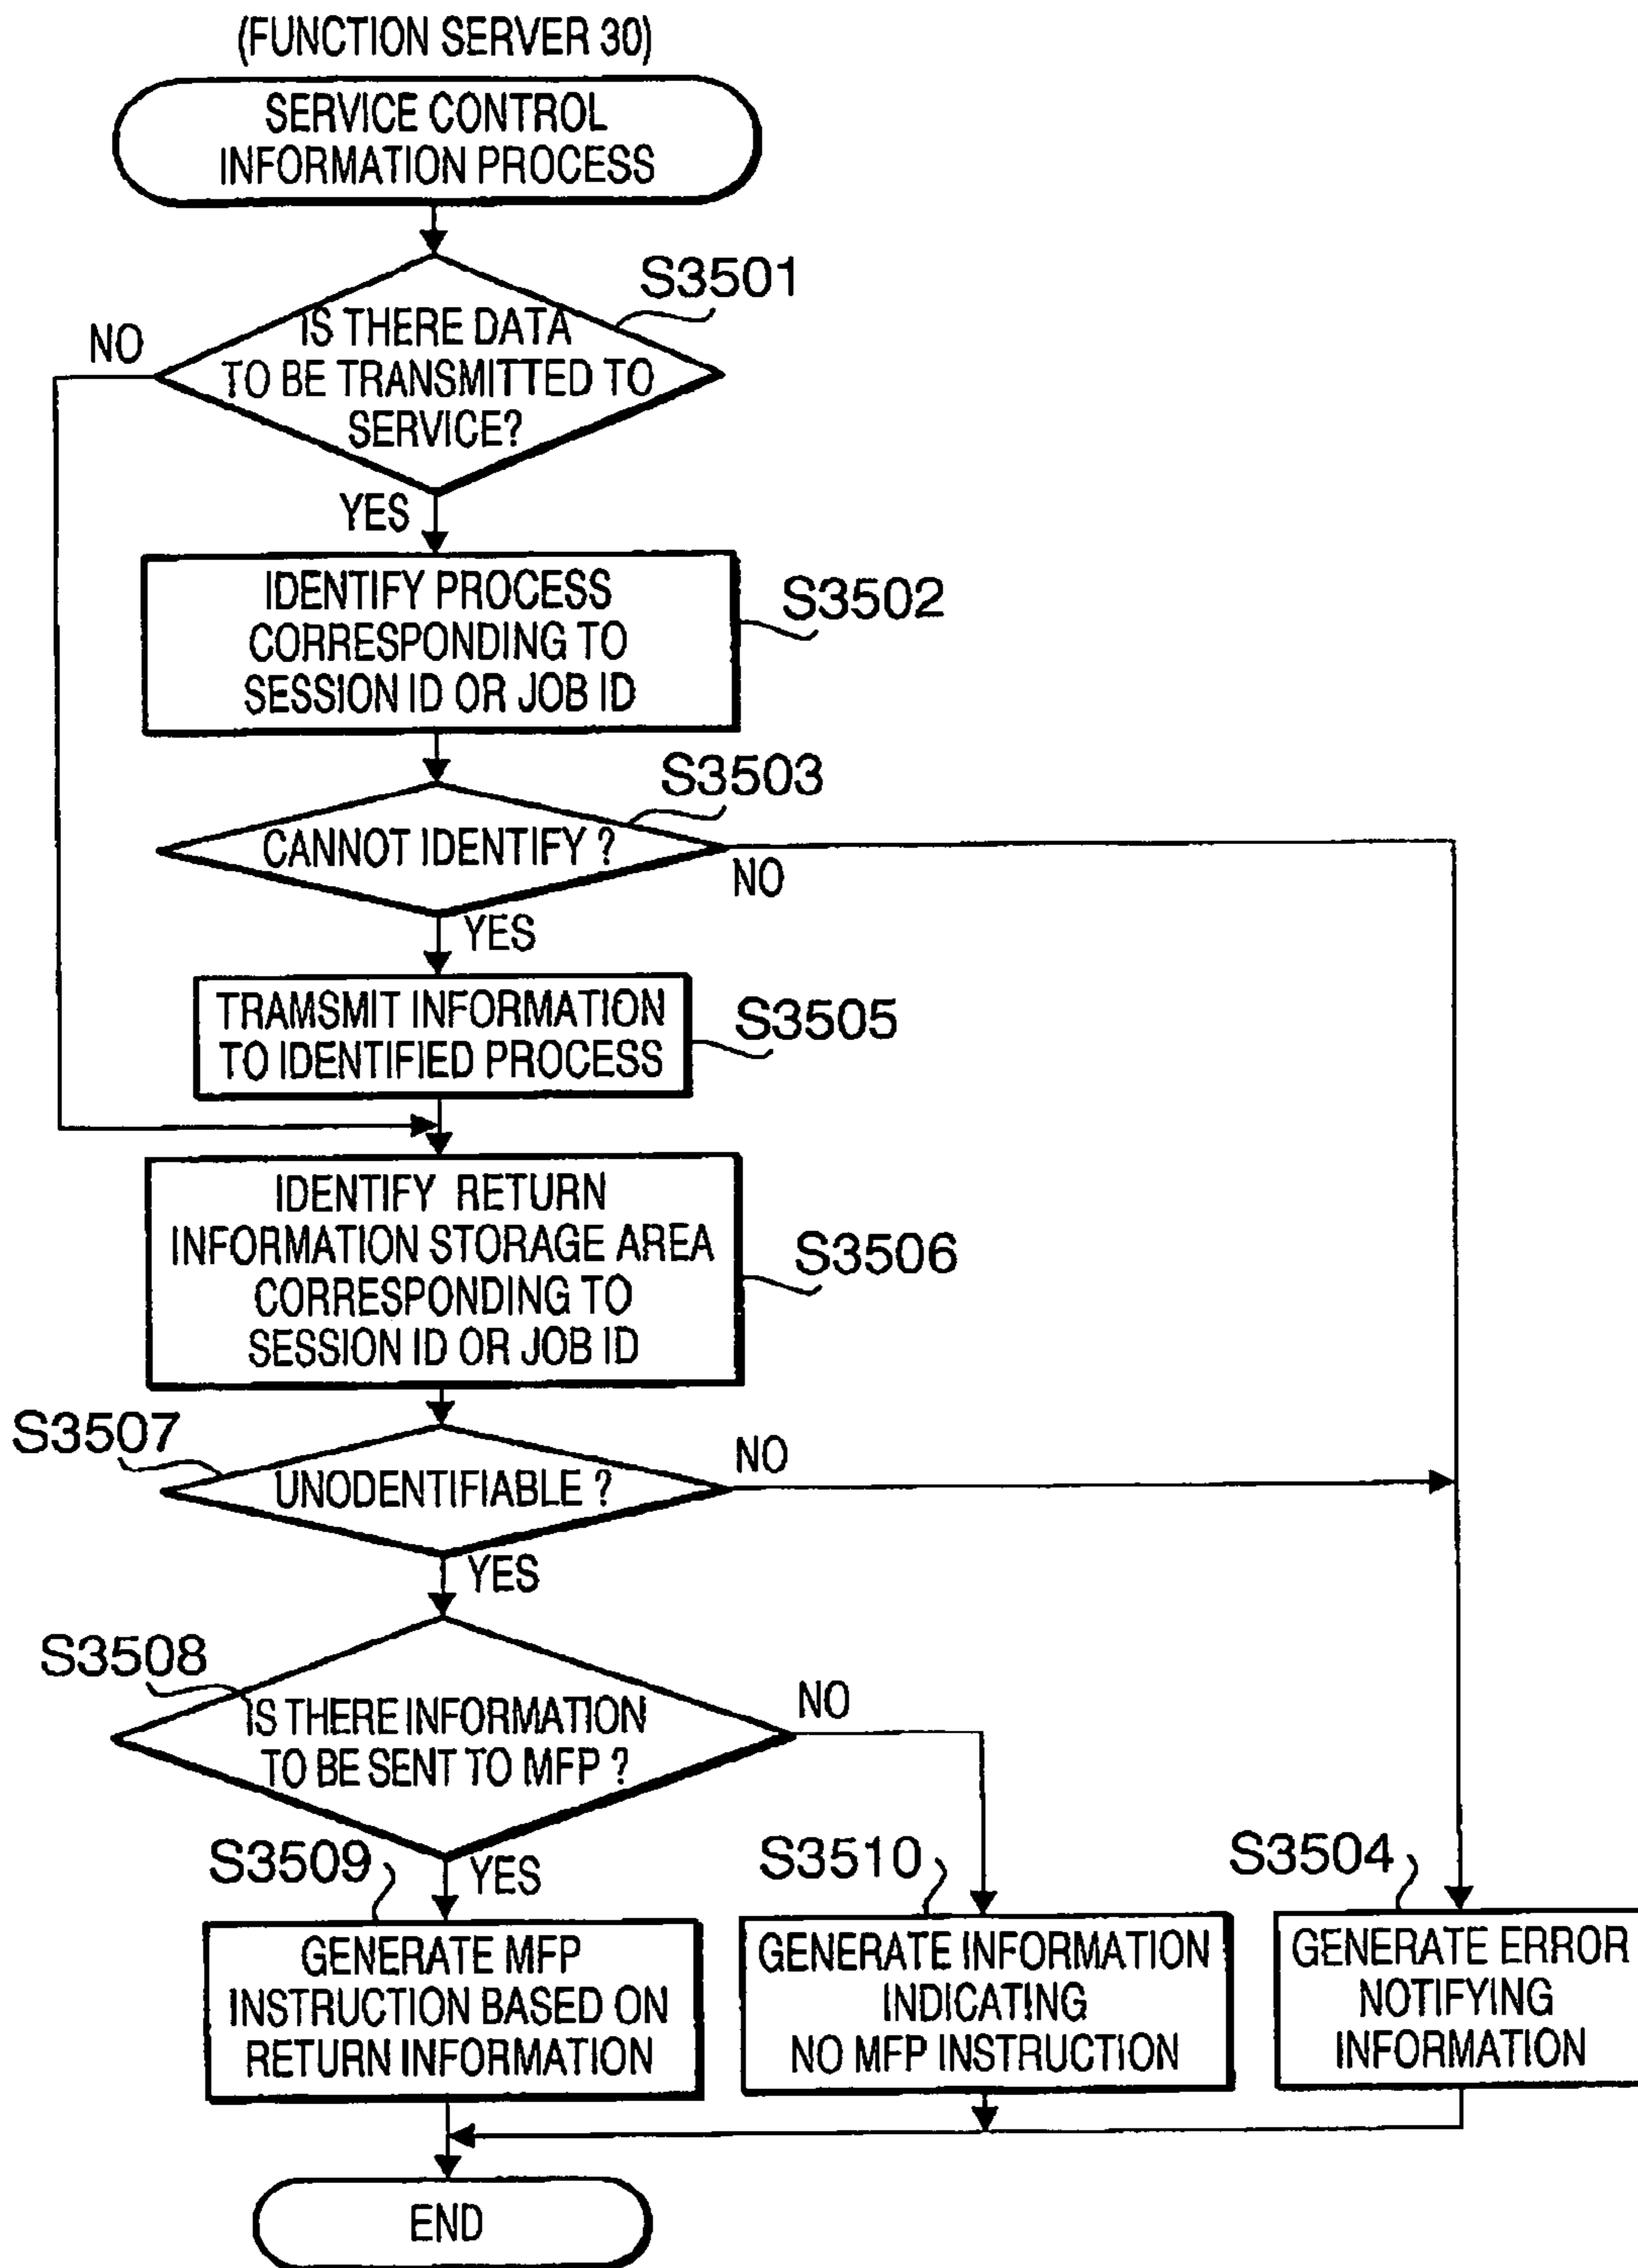 (FUNCTION SERVER 30)
SERVICE CONTROL
INFORMATION PROCESS
S3501
IS THERE DATA
TO BE TRANSMITTED TO
SERVICE?
NO
YES
IDENTIFY PROCESS
CORRESPONDING TO
SESSION ID OR JOB ID
S3502
S3503
CANNOT IDENTIFY ?
NO
YES
TRAMSMIT INFORMATION
TO IDENTIFIED PROCESS
S3505
IDENTIFY RETURN
INFORMATION STORAGE AREA
CORRESPONDING TO
SESSION ID OR JOB ID
S3506
S3507
UNODENTIFIABLE ?
NO
YES
S3508
IS THERE INFORMATION
TO BE SENT TO MFP ?
NO
YES
S3509
GENERATE MFP
INSTRUCTION BASED ON
RETURN INFORMATION
S3510
GENERATE INFORMATION
INDICATING
NO MFP INSTRUCTION
S3504
GENERATE ERROR
NOTIFYING
INFORMATION
END